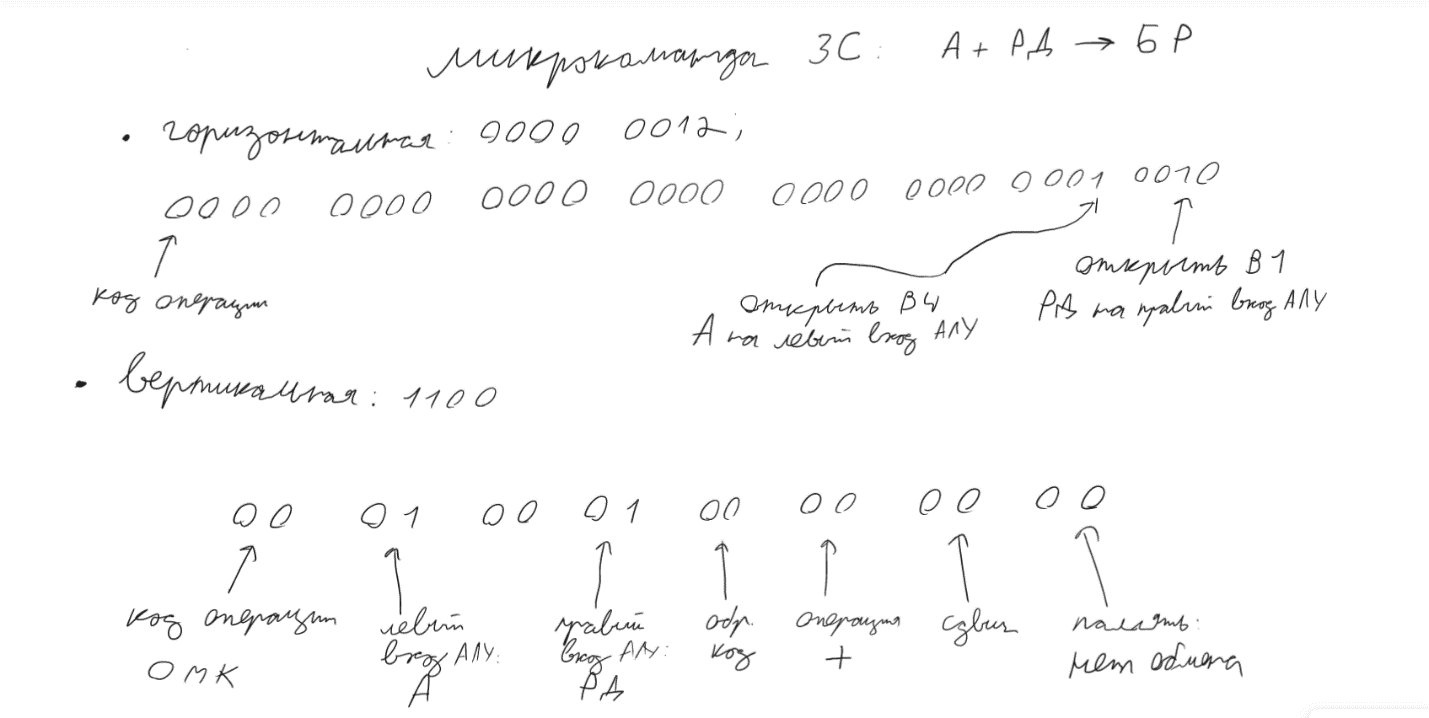 микрокоманда 3С: А + РД → БР
• горизонтальная: 0000 0012;
0000 0000 0000 0000 0000 0000 0001 0010
код операции
открыть В4
А на левый вход АЛУ
открыть В1
РД на правый вход АЛУ
• вертикальная: 1100
00 01 00 01 00 00 00 00
код операции
ОМК
левый
вход АЛУ:
А
правый
вход АЛУ:
РД
обр.
код
операция
+
сдвиг
память:
нет обмена